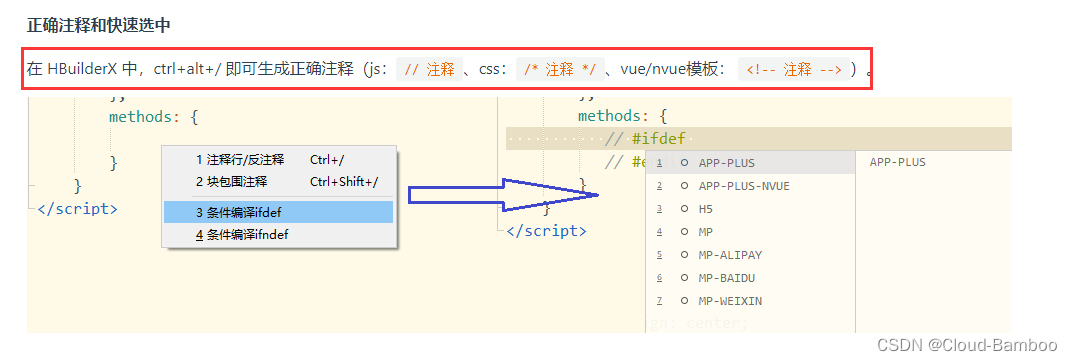 正确注释和快速选中
在 HBuilderX 中，ctrl+alt+/ 即可生成正确注释（js： // 注释 、css： /* 注释 */ 、vue/nvue模板： <!-- 注释 --> ）。
},
methods: {
}
}
</script>
1 注释行/反注释 Ctrl+/
2 块包围注释 Ctrl+Shift+/
3 条件编译ifdef
4 条件编译ifndef
},
methods: {
// #ifdef
// #e
}
}
</script>
1 APP-PLUS
2 APP-PLUS-NVUE
3 H5
4 MP
5 MP-ALIPAY
6 MP-BAIDU
7 MP-WEIXIN
APP-PLUS
center;
CSDN @Cloud-Bamboo